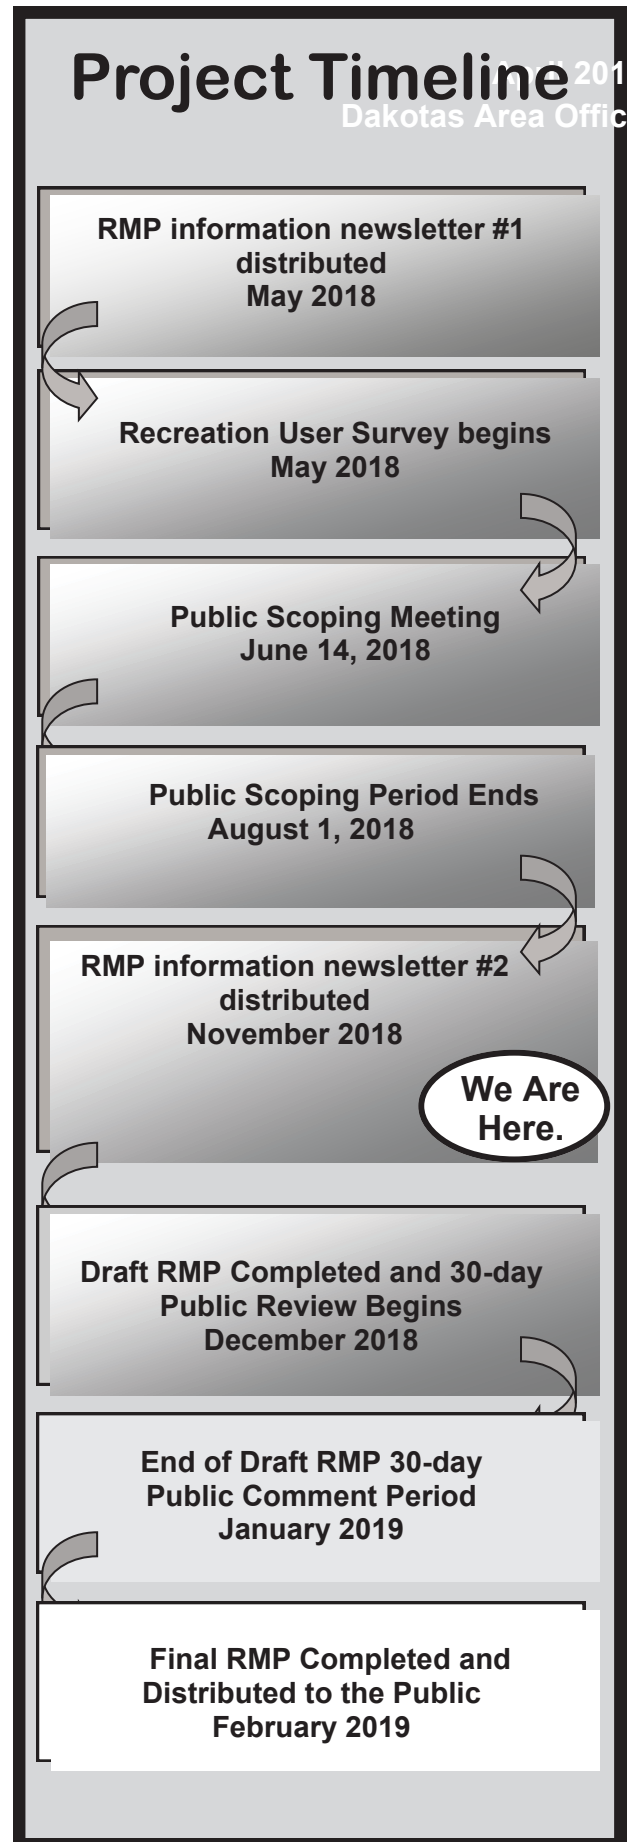 Project Timeline
April 201
Dakotas Area Offic
RMP information newsletter #1
distributed
May 2018
Recreation User Survey begins
May 2018
Public Scoping Meeting
June 14, 2018
Public Scoping Period Ends
August 1, 2018
RMP information newsletter #2
distributed
November 2018
We Are
Here.
Draft RMP Completed and 30-day
Public Review Begins
December 2018
End of Draft RMP 30-day
Public Comment Period
January 2019
Final RMP Completed and
Distributed to the Public
February 2019